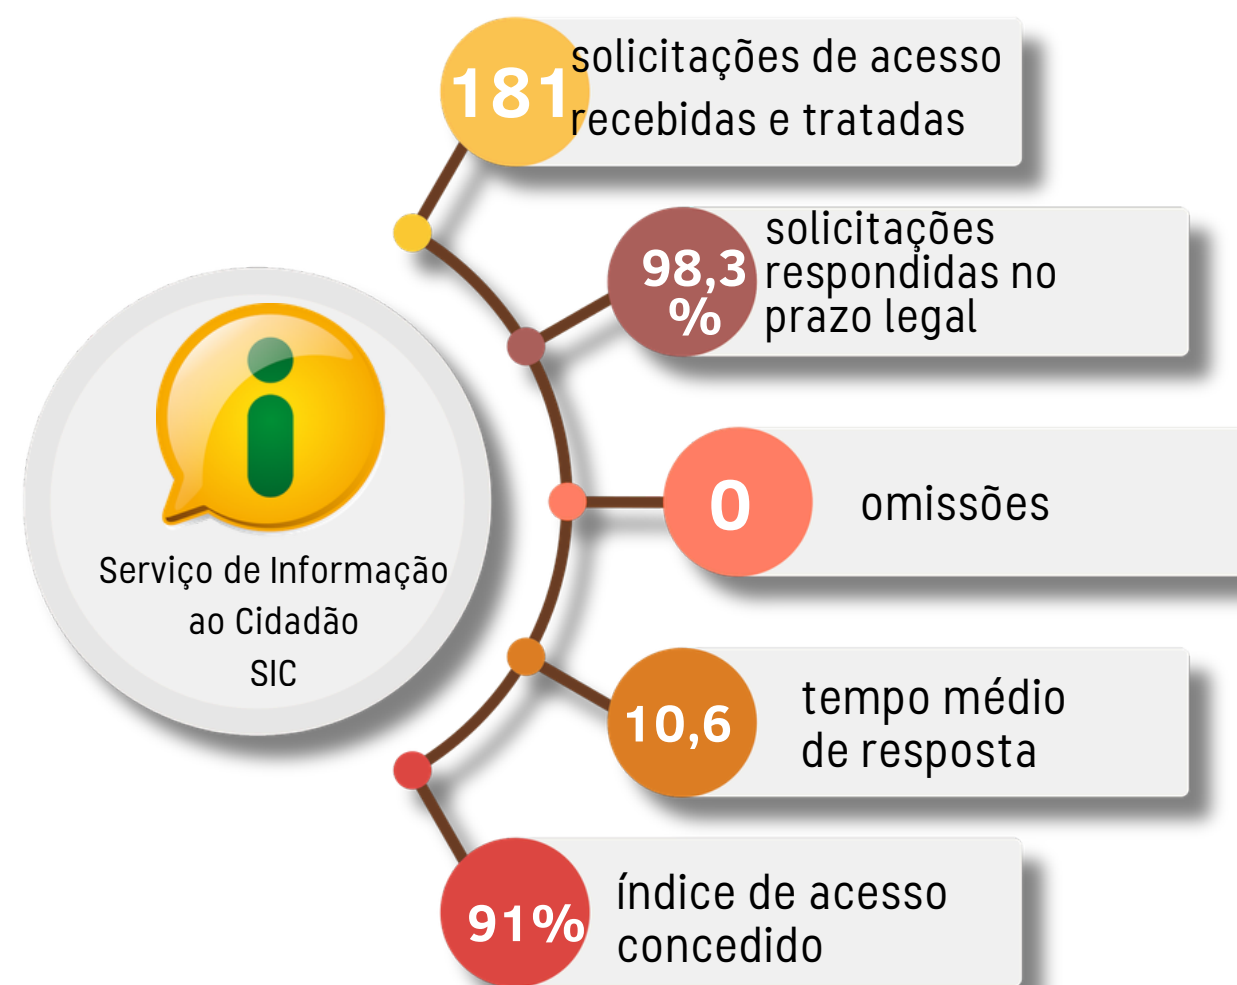 181
solicitações de acesso
recebidas e tratadas
98,3
%
solicitações
respondidas no
prazo legal
0
omissões
Serviço de Informação
ao Cidadão
SIC
10,6
tempo médio
de resposta
91%
índice de acesso
concedido